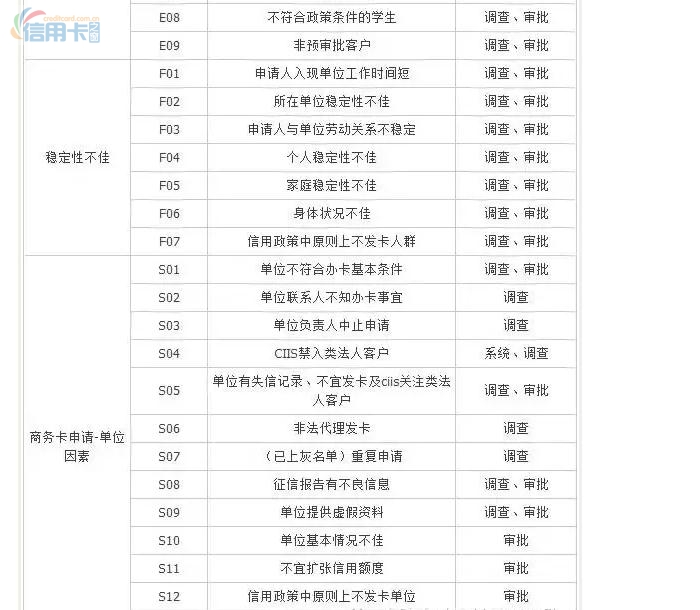 creditcard.com.cn
信用卡之窗
E08 不符合政策条件的学生 调查、审批
E09 非预审批客户 调查、审批
F01 申请人入现单位工作时间短 调查、审批
F02 所在单位稳定性不佳 调查、审批
F03 申请人与单位劳动关系不稳定 调查、审批
稳定性不佳 F04 个人稳定性不佳 调查、审批
F05 家庭稳定性不佳 调查、审批
F06 身体状况不佳 调查、审批
F07 信用政策中原则上不发卡人群 调查、审批
S01 单位不符合办卡基本条件 调查、审批
S02 单位联系人不知办卡事宜 调查
S03 单位负责人中止申请 调查
S04 CIIS禁入类法人客户 系统、调查
S05 单位有失信记录、不宜发卡及ciis关注类法 调查、审批
人客户
商务卡申请-单位 S06 非法代理发卡 调查
因素 S07 （已上灰名单）重复申请 调查
S08 征信报告有不良信息 调查、审批
S09 单位提供虚假资料 调查、审批
S10 单位基本情况不佳 审批
S11 不宜扩张信用额度 审批
S12 信用政策中原则上不发卡单位 审批